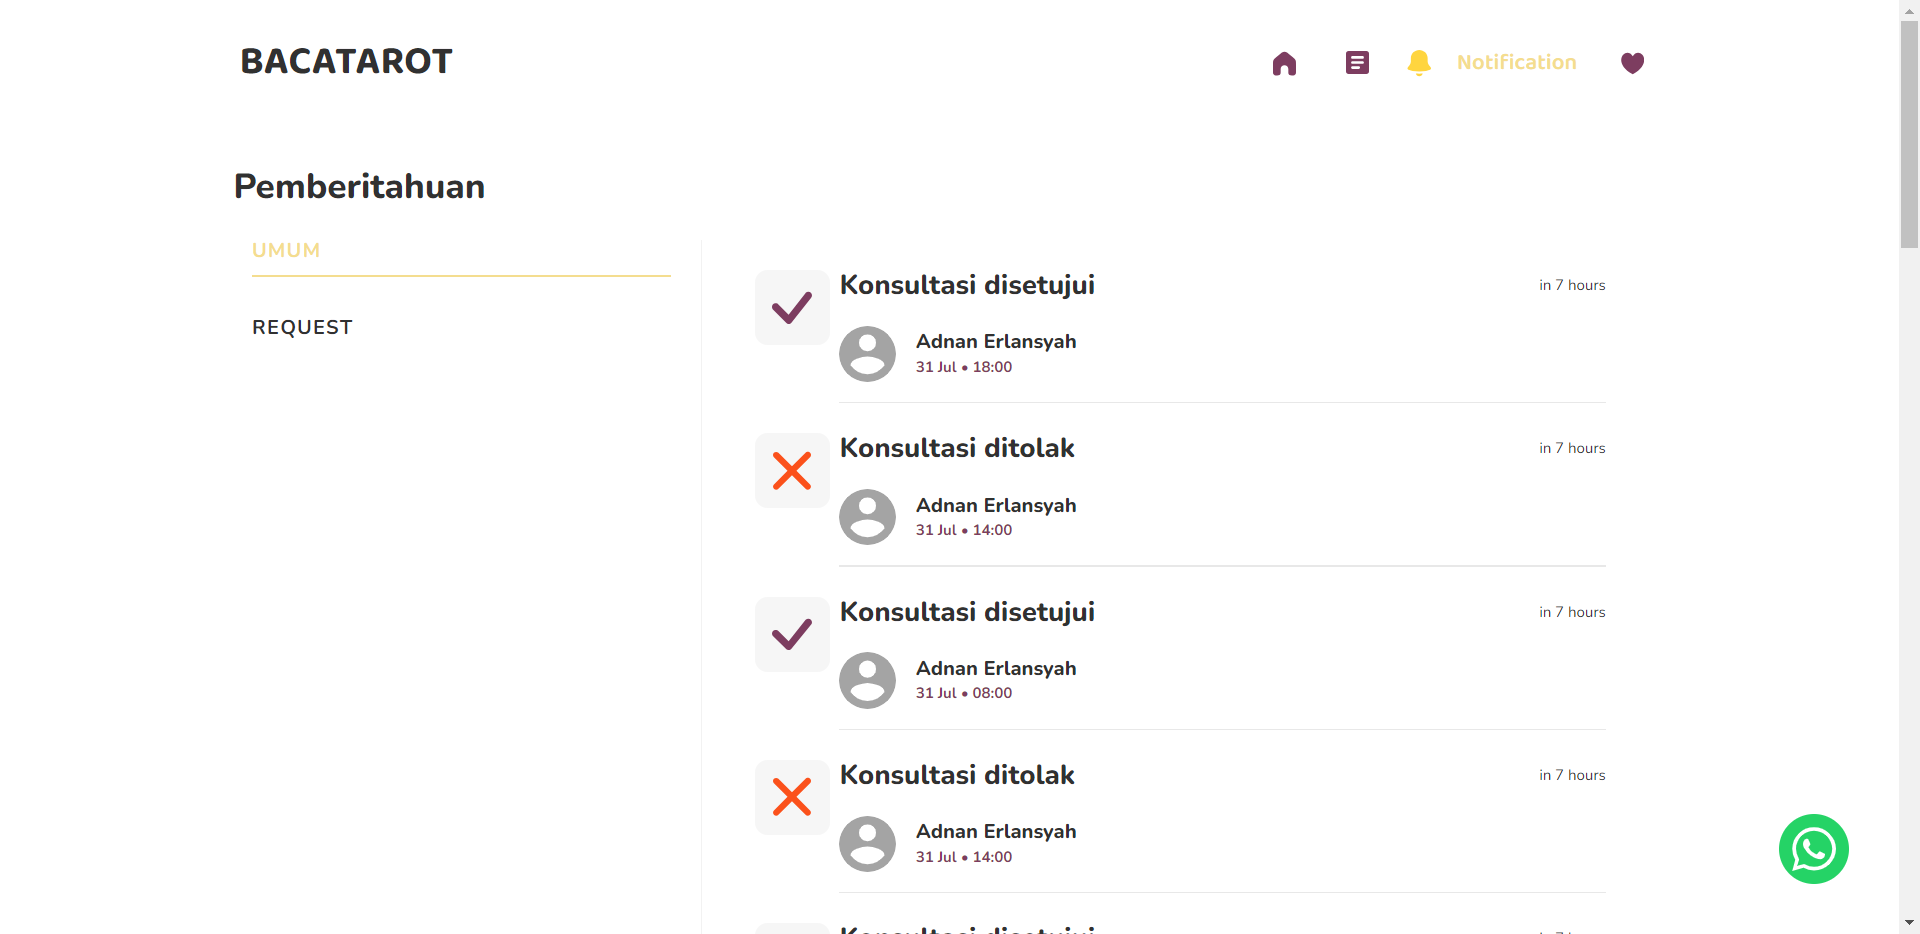 BACATAROT
Notification
Pemberitahuan
UMUM
REQUEST
Konsultasi disetujui
in 7 hours
Adnan Erlansyah
31 Jul • 18:00
Konsultasi ditolak
in 7 hours
Adnan Erlansyah
31 Jul • 14:00
Konsultasi disetujui
in 7 hours
Adnan Erlansyah
31 Jul • 08:00
Konsultasi ditolak
in 7 hours
Adnan Erlansyah
31 Jul • 14:00
Konsultasi disetujui